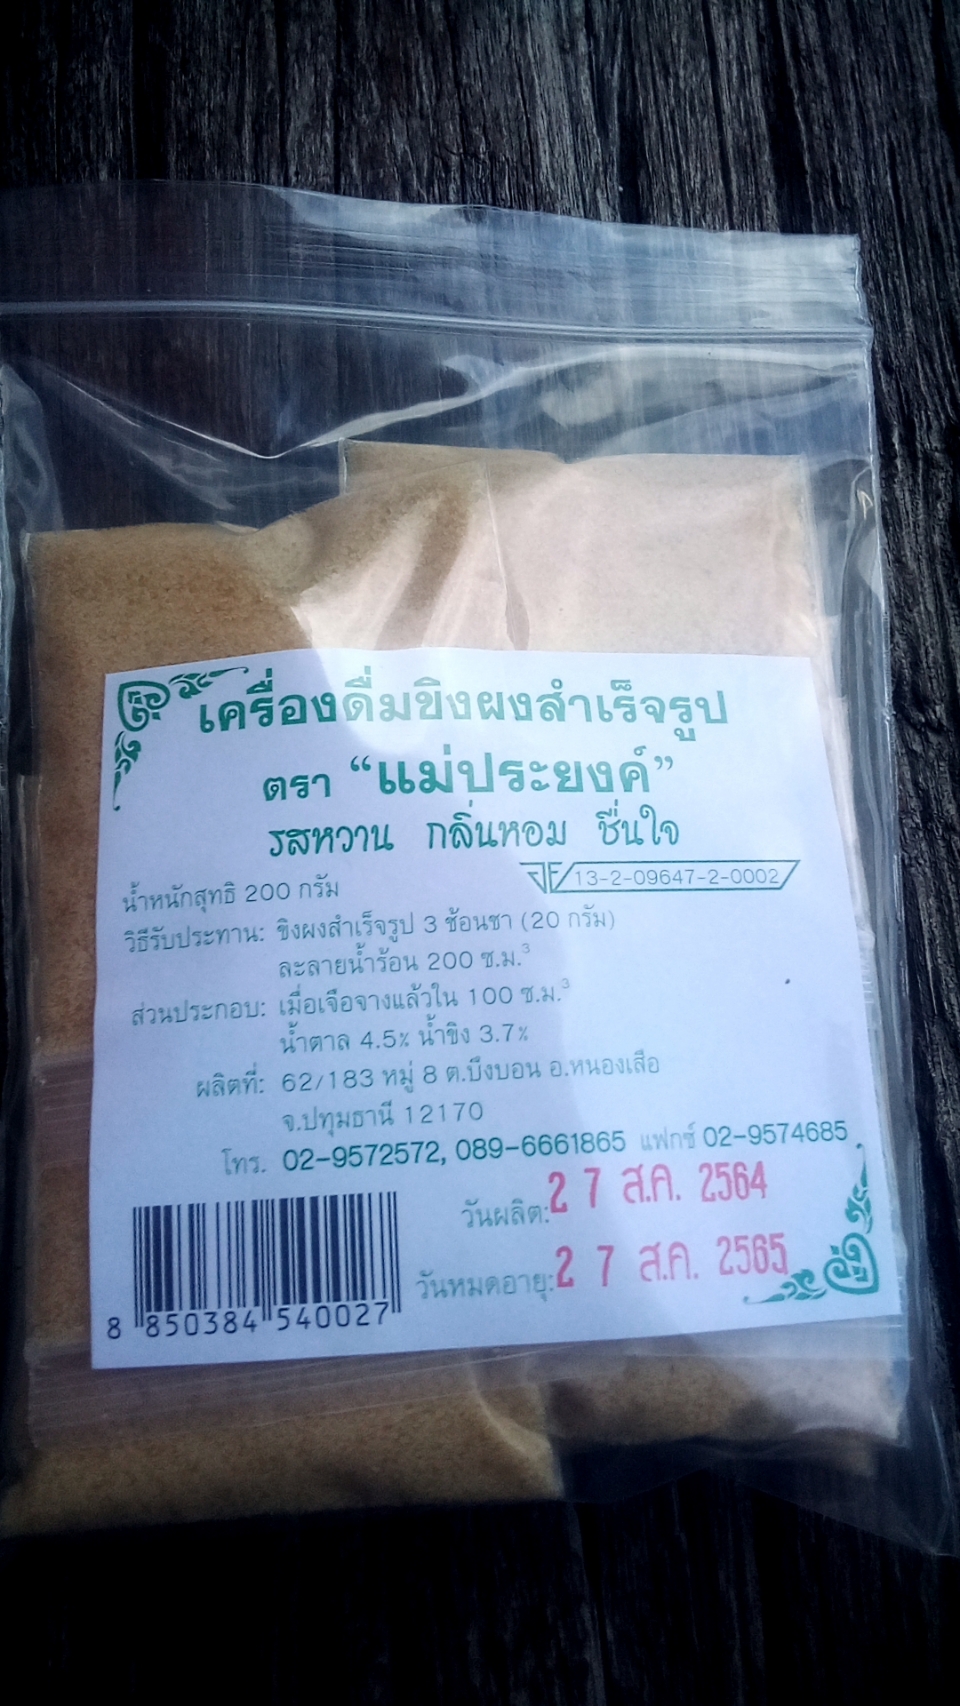 เครื่องดื่มขิงผงสำเร็จรูป
ตรา “แม่ประยงค์”
รสหวาน กลิ่นหอม ชื่นใจ
13-2-09647-2-0002
น้ำหนักสุทธิ 200 กรัม
วิธีรับประทาน: ขิงผงสำเร็จรูป 3 ช้อนชา (20 กรัม)
ละลายน้ำร้อน 200 ซ.ม.³
ส่วนประกอบ: เมื่อเจือจางแล้วใน 100 ซ.ม.³
น้ำตาล 4.5% น้ำขิง 3.7%
ผลิตที่: 62/183 หมู่ 8 ต.บึงบอน อ.หนองเสือ
จ.ปทุมธานี 12170
โทร. 02-9572572, 089-6661865 แฟกซ์ 02-9574685
วันผลิต: 27 ส.ค. 2564
วันหมดอายุ: 27 ส.ค. 2565
8 850384 540027